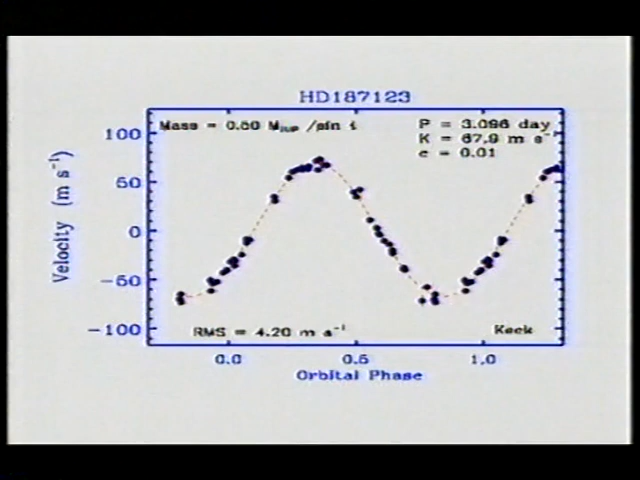 HD187123
Mass = 0.50 M_JUP /sin i
P = 3.096 day
K = 67.9 m s⁻¹
e = 0.01
100
50
0
−50
−100
Velocity (m s⁻¹)
RMS = 4.20 m s⁻¹
Keck
0.0 0.5 1.0
Orbital Phase